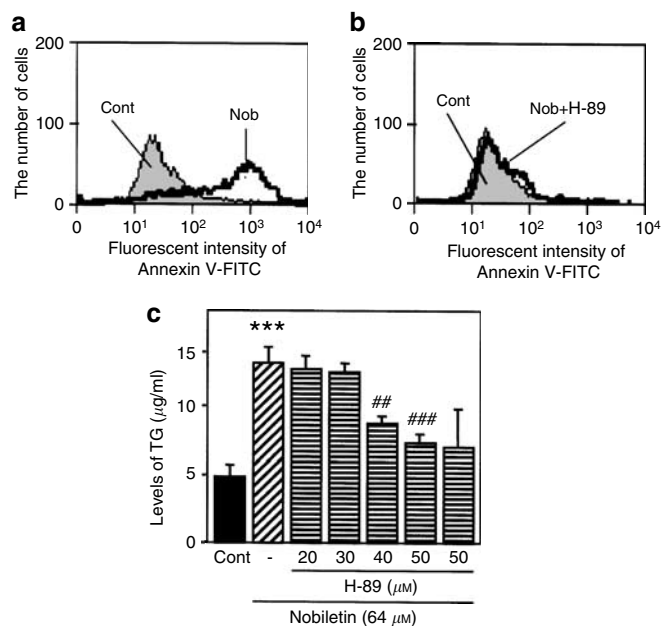 a
200
100
0
The number of cells
Cont
Nob
0 10¹ 10² 10³ 10⁴
Fluorescent intensity of
Annexin V-FITC
b
200
100
0
The number of cells
Cont
Nob+H-89
0 10¹ 10² 10³ 10⁴
Fluorescent intensity of
Annexin V-FITC
c
15
10
5
0
Levels of TG (μg/ml)
***
##
###
Cont - 20 30 40 50 50
H-89 (μM)
Nobiletin (64 μM)